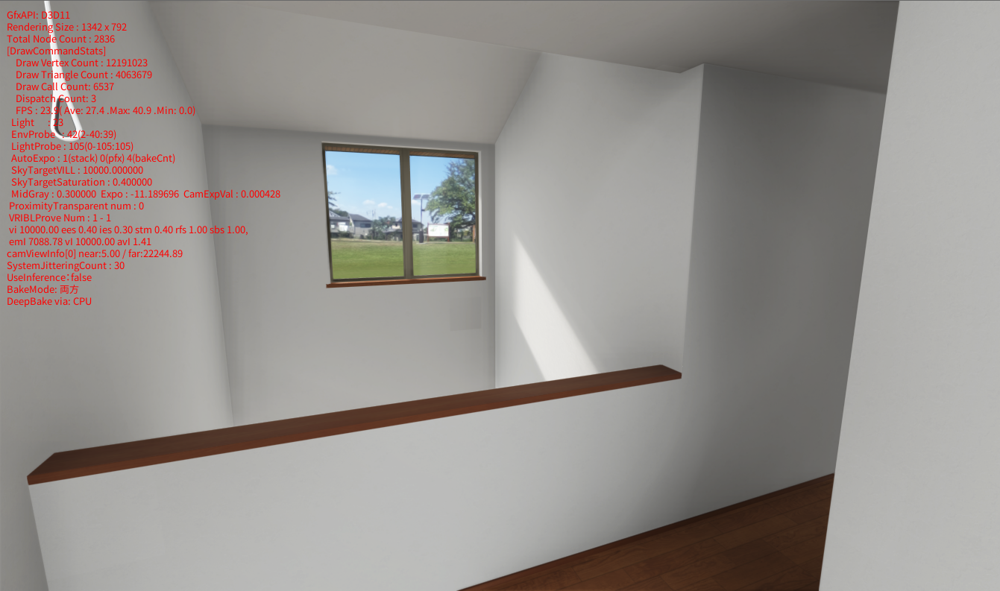 GfxAPI: D3D11
Rendering Size : 1342 x 792
Total Node Count : 2836
[DrawCommandStats]
Draw Vertex Count : 12191023
Draw Triangle Count : 4063679
Draw Call Count: 6537
Dispatch Count: 3
FPS : 23.9( Ave: 27.4 .Max: 40.9 .Min: 0.0)
Light : 23
EnvProbe : 42(2-40:39)
LightProbe : 105(0-105:105)
AutoExpo : 1(stack) 0(pfx) 4(bakeCnt)
SkyTargetVILL : 10000.000000
SkyTargetSaturation : 0.400000
MidGray : 0.300000 Expo : -11.189696 CamExpVal : 0.000428
ProximityTransparent num : 0
VRIBLProve Num : 1 - 1
vi 10000.00 ees 0.40 ies 0.30 stm 0.40 rfs 1.00 sbs 1.00,
emI 7088.78 vI 10000.00 avI 1.41
camViewInfo[0] near:5.00 / far:22244.89
SystemJitteringCount : 30
UseInference：false
BakeMode: 両方
DeepBake via: CPU